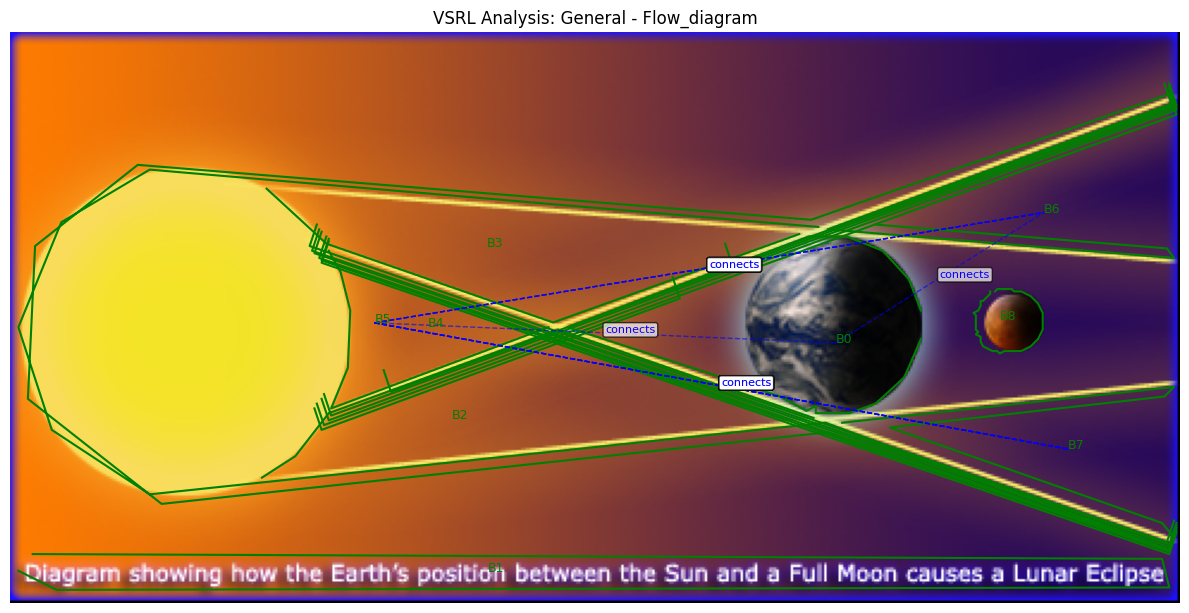 VSRL Analysis: General - Flow_diagram
B6
B3
connects
connects
B5
B4
connects
B8
B0
connects
B2
B7
B1
Diagram showing how the Earth's position between the Sun and a Full Moon causes a Lunar Eclipse